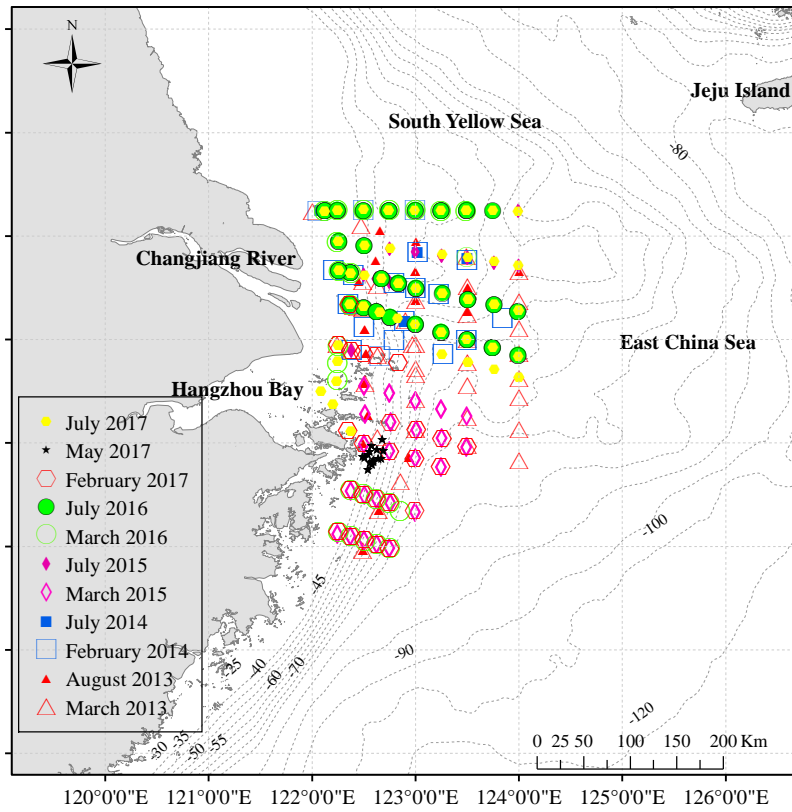 N
Jeju Island
South Yellow Sea
-80
Changjiang River
East China Sea
Hangzhou Bay
July 2017
May 2017
February 2017
July 2016
March 2016
July 2015
March 2015
July 2014
February 2014
August 2013
March 2013
-100
-45
-90
-25
-40
-70
-60
-120
-30
-35
-50
-55
0 25 50 100 150 200 Km
120°0'0"E 121°0'0"E 122°0'0"E 123°0'0"E 124°0'0"E 125°0'0"E 126°0'0"E